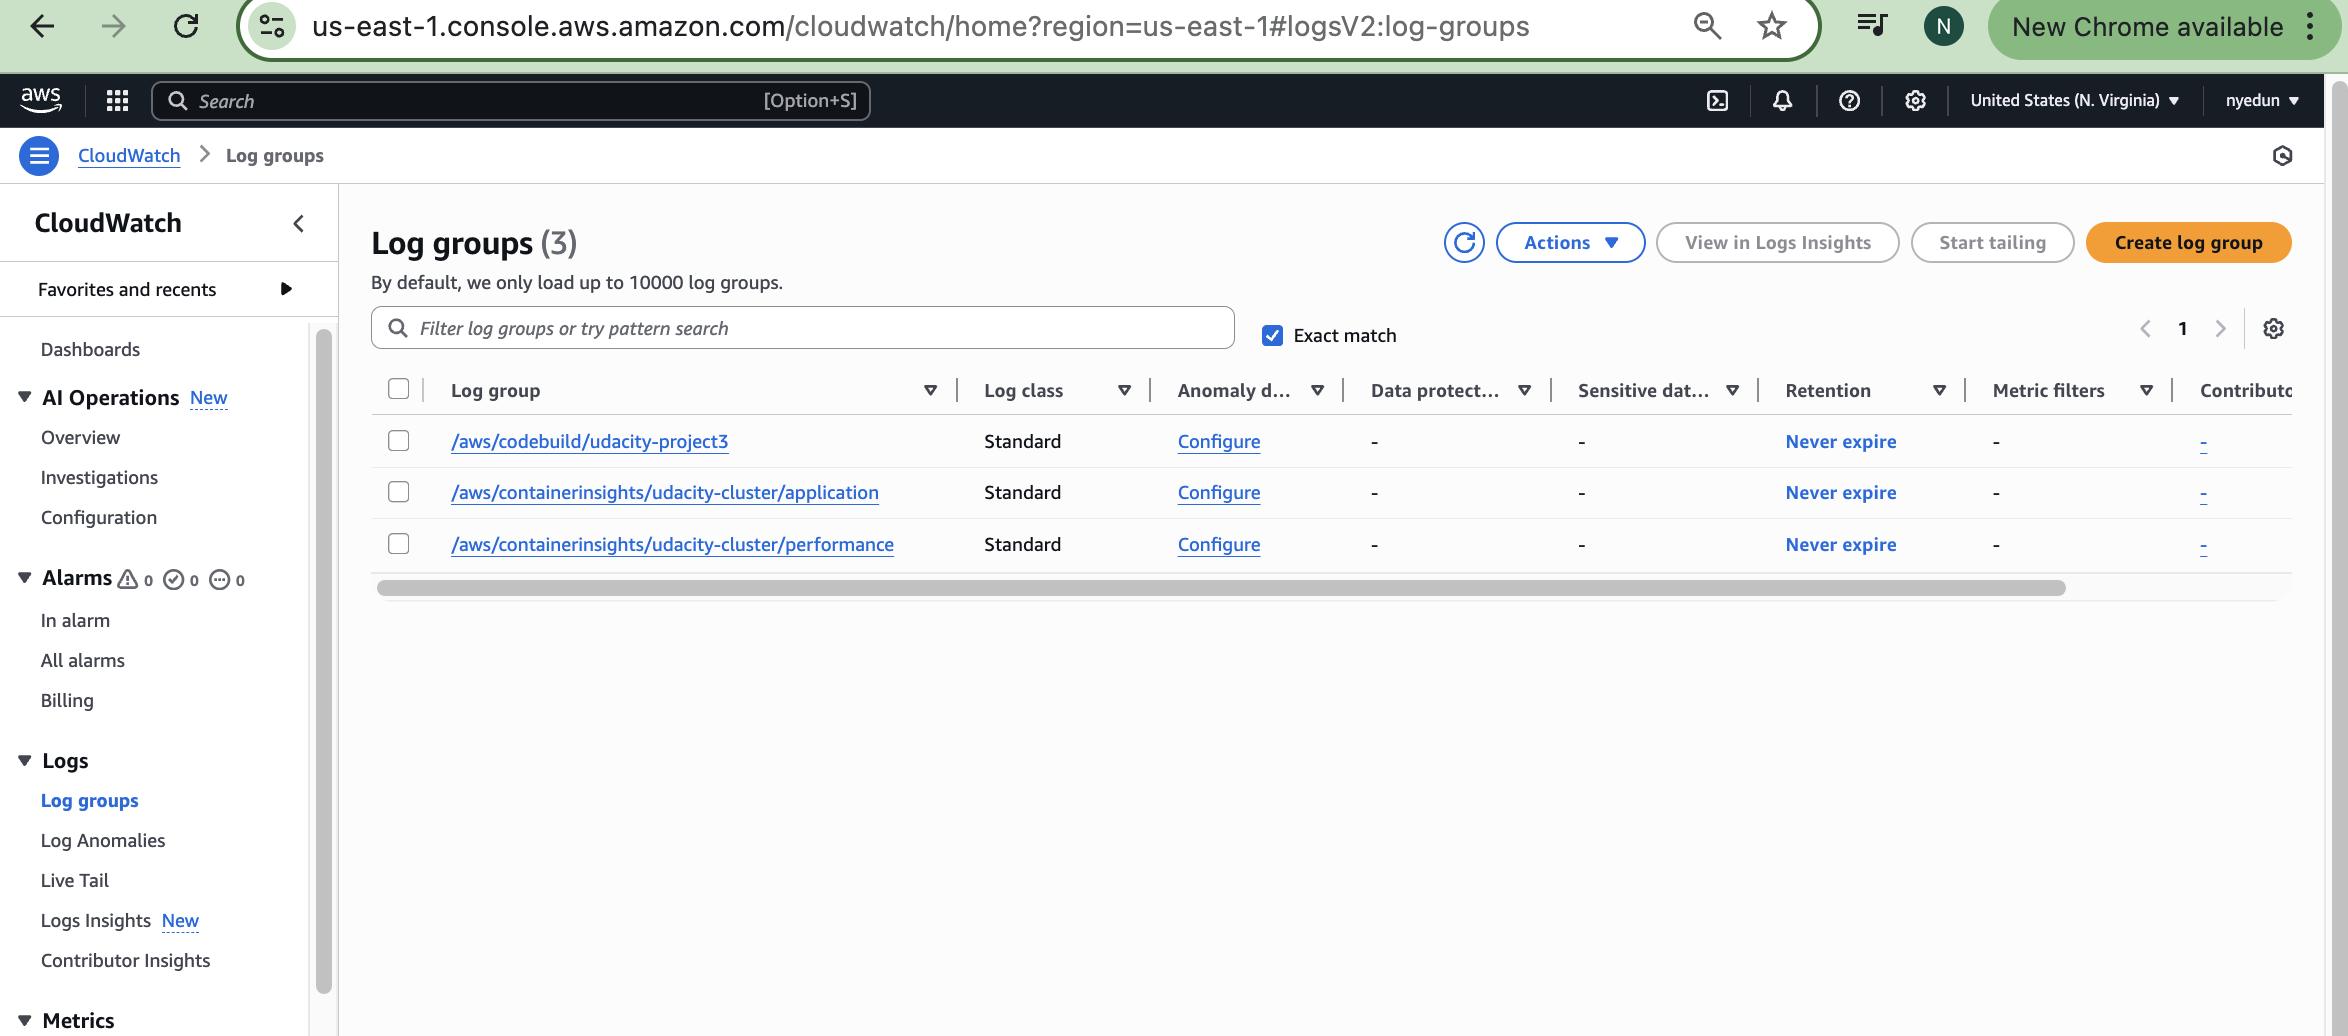 us-east-1.console.aws.amazon.com/cloudwatch/home?region=us-east-1#logsV2:log-groups
N
New Chrome available
aws
Search
[Option+S]
United States (N. Virginia)
nyedun
CloudWatch
Log groups
CloudWatch
Favorites and recents
Dashboards
AI Operations New
Overview
Investigations
Configuration
Alarms 0 0 0
In alarm
All alarms
Billing
Logs
Log groups
Log Anomalies
Live Tail
Logs Insights New
Contributor Insights
Metrics
Log groups (3)
Actions
View in Logs Insights
Start tailing
Create log group
By default, we only load up to 10000 log groups.
Filter log groups or try pattern search
Exact match
1
Log group Log class Anomaly d... Data protect... Sensitive dat... Retention Metric filters Contributo
/aws/codebuild/udacity-project3 Standard Configure - - Never expire - -
/aws/containerinsights/udacity-cluster/application Standard Configure - - Never expire - -
/aws/containerinsights/udacity-cluster/performance Standard Configure - - Never expire - -